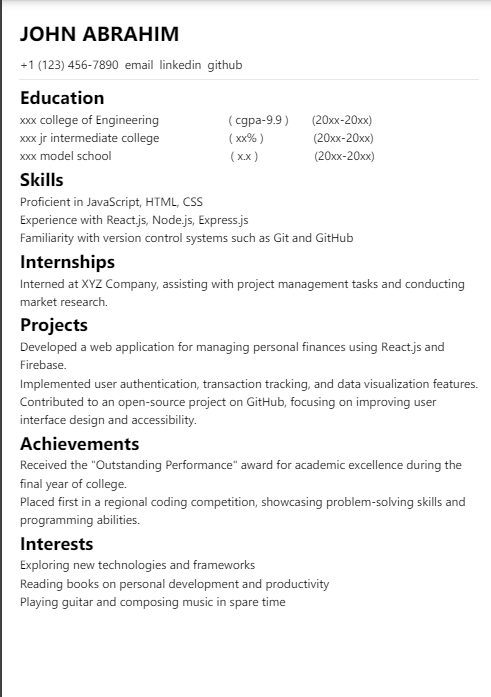 JOHN ABRAHIM
+1 (123) 456-7890 email linkedin github
Education
xxx college of Engineering ( cgpa-9.9 ) (20xx-20xx)
xxx jr intermediate college ( xx% ) (20xx-20xx)
xxx model school ( x.x ) (20xx-20xx)
Skills
Proficient in JavaScript, HTML, CSS
Experience with React.js, Node.js, Express.js
Familiarity with version control systems such as Git and GitHub
Internships
Interned at XYZ Company, assisting with project management tasks and conducting
market research.
Projects
Developed a web application for managing personal finances using React.js and
Firebase.
Implemented user authentication, transaction tracking, and data visualization features.
Contributed to an open-source project on GitHub, focusing on improving user
interface design and accessibility.
Achievements
Received the "Outstanding Performance" award for academic excellence during the
final year of college.
Placed first in a regional coding competition, showcasing problem-solving skills and
programming abilities.
Interests
Exploring new technologies and frameworks
Reading books on personal development and productivity
Playing guitar and composing music in spare time